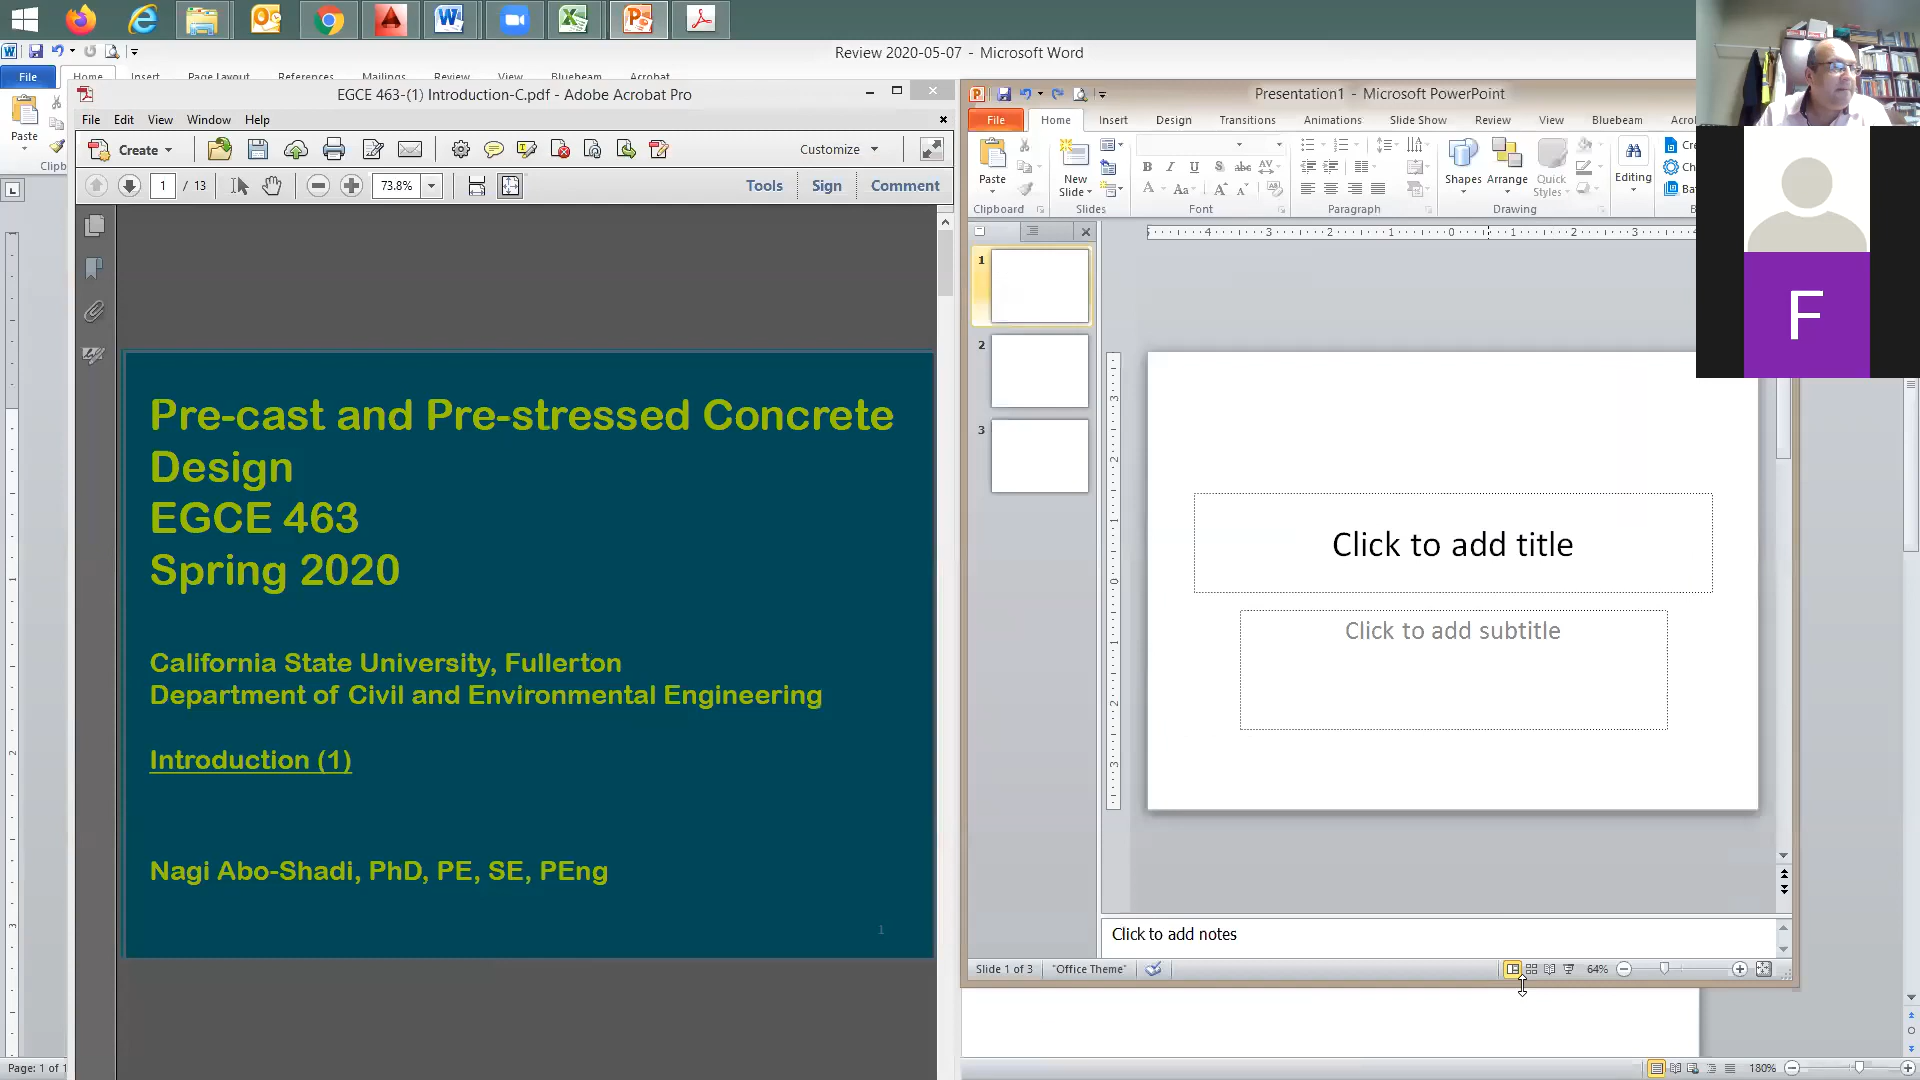 Review 2020-05-07 - Microsoft Word
File Home Insert Page Layout References Mailings Review View Bluebeam Acrobat
Paste
EGCE 463-(1) Introduction-C.pdf - Adobe Acrobat Pro
File Edit View Window Help
Create
Customize
1 / 13
73.8%
Tools Sign Comment
Pre-cast and Pre-stressed Concrete
Design
EGCE 463
Spring 2020
California State University, Fullerton
Department of Civil and Environmental Engineering
Introduction (1)
Nagi Abo-Shadi, PhD, PE, SE, PEng
1
Page: 1 of 1
Presentation1 - Microsoft PowerPoint
File Home Insert Design Transitions Animations Slide Show Review View Bluebeam
Paste
New
Slide
Shapes Arrange Quick
Styles
Editing
Clipboard Slides Font Paragraph Drawing
1
2
3
Click to add title
Click to add subtitle
Click to add notes
Slide 1 of 3 "Office Theme" 64%
180%
F